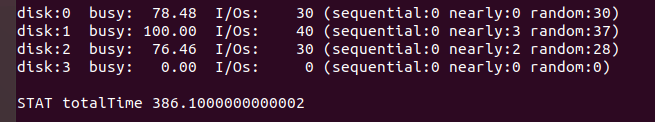 disk:0  busy:  78.48  I/Os:    30 (sequential:0 nearly:0 random:30)
disk:1  busy: 100.00  I/Os:    40 (sequential:0 nearly:3 random:37)
disk:2  busy:  76.46  I/Os:    30 (sequential:0 nearly:2 random:28)
disk:3  busy:   0.00  I/Os:     0 (sequential:0 nearly:0 random:0)

STAT totalTime 386.1000000000002